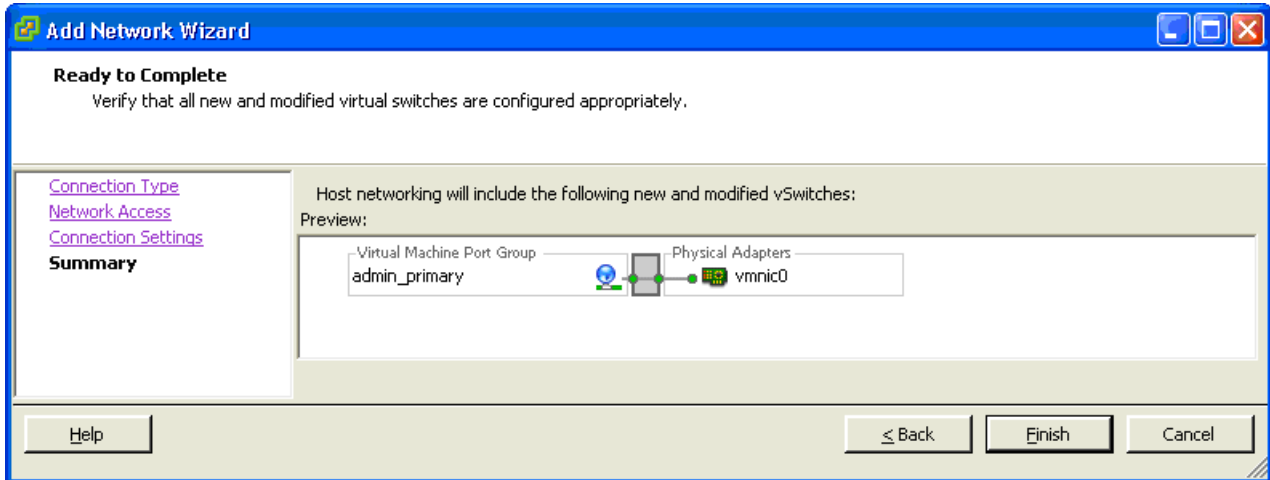 Add Network Wizard
Ready to Complete
Verify that all new and modified virtual switches are configured appropriately.
Connection Type
Network Access
Connection Settings
Summary
Host networking will include the following new and modified vSwitches:
Preview:
Virtual Machine Port Group
Physical Adapters
admin_primary
vmnic0
Help
< Back
Finish
Cancel